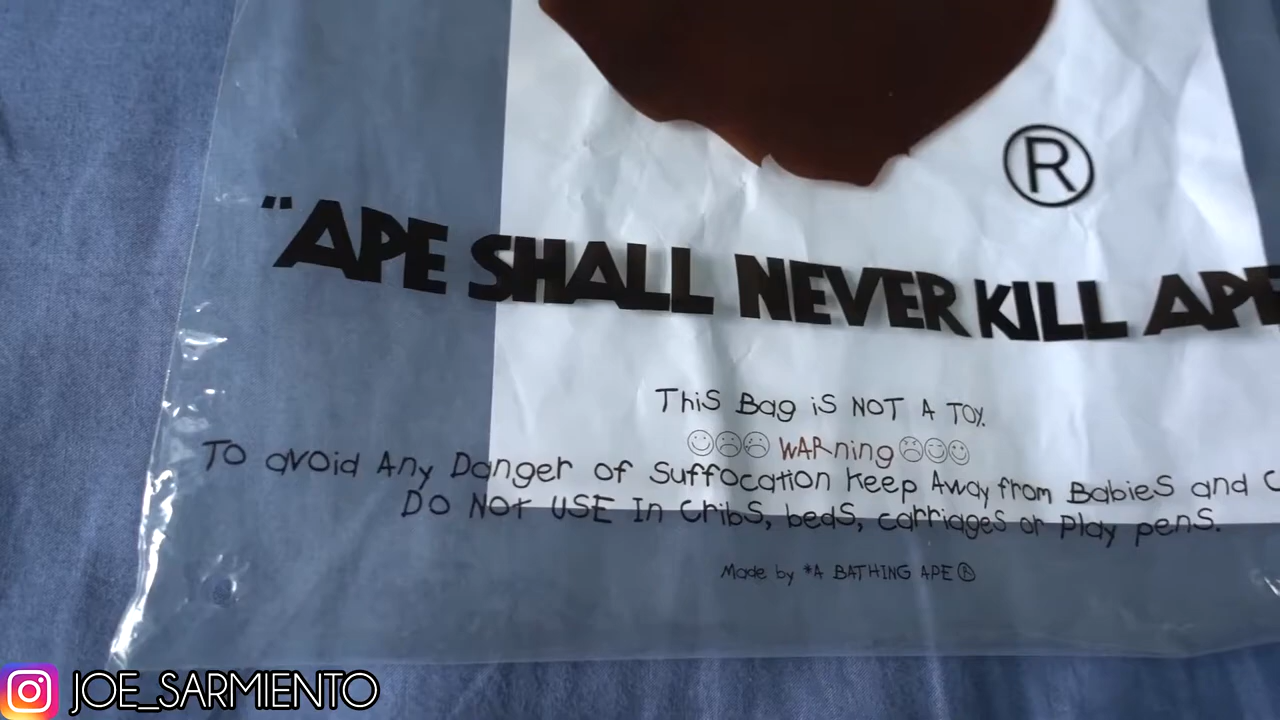 ®
"APE SHALL NEVER KILL APE
This Bag is NOT A TOY.
WARning
To avoid Any Danger of Suffocation Keep Away from Babies and C
Do Not USE In Cribs, beds, carriages or Play pens.
Made by *A BATHING APE®
JOE_SARMIENTO